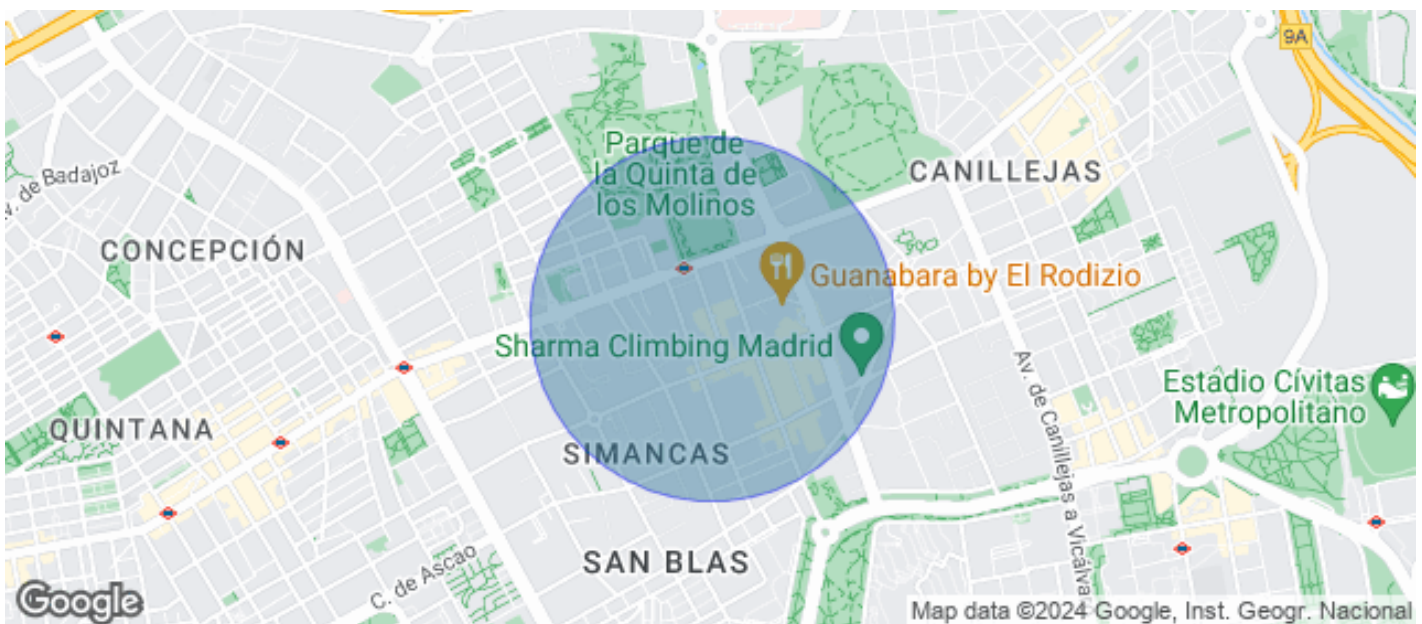 9A
Parque de
la Quinta de
los Molinos
CANILLEJAS
v. de Badajoz
CONCEPCIÓN
Guanabara by El Rodizio
Sharma Climbing Madrid
Av. de Canillejas a Vicálvar
Estádio Cívitas
Metropolitano
QUINTANA
SIMANCAS
SAN BLAS
C. de Ascao
Google
Map data ©2024 Google, Inst. Geogr. Nacional